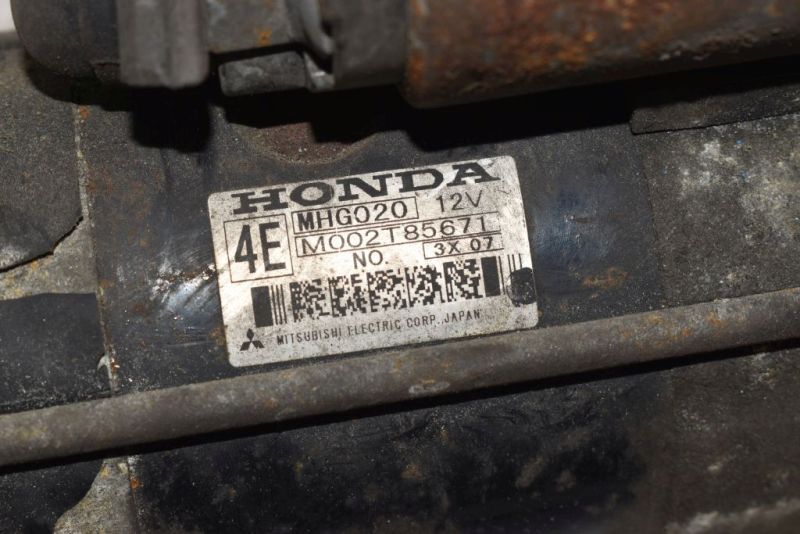 HONDA
4E MHG020 12V
M002T85671
NO. 3X 07
MITSUBISHI ELECTRIC CORP. JAPAN